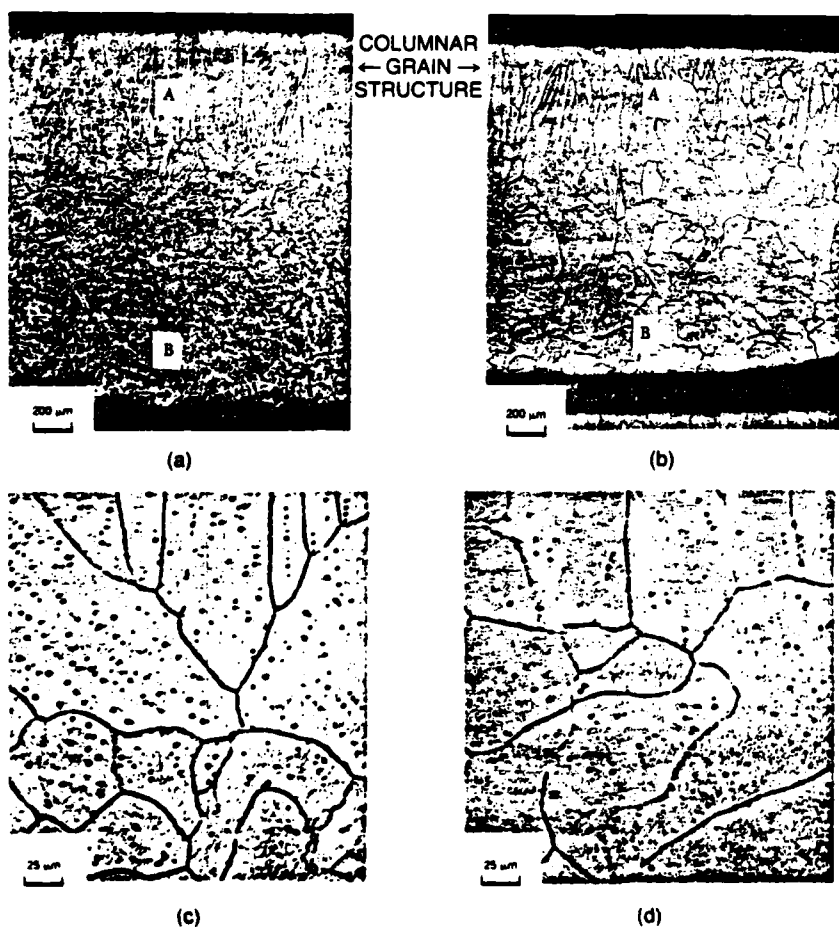 COLUMNAR
← GRAIN →
STRUCTURE
A
A
B
B
200 μm
200 μm
(a)
(b)
25 μm
25 μm
(c)
(d)